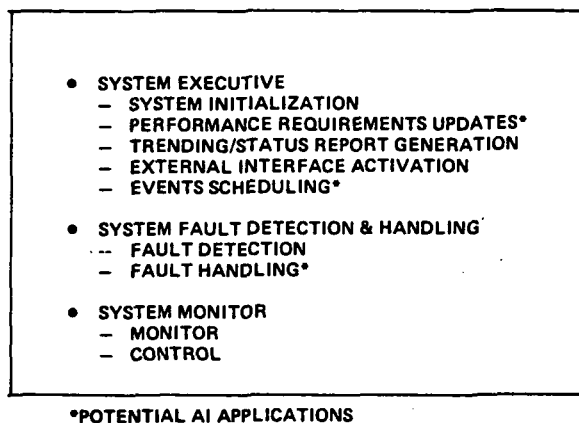 • SYSTEM EXECUTIVE
– SYSTEM INITIALIZATION
– PERFORMANCE REQUIREMENTS UPDATES*
– TRENDING/STATUS REPORT GENERATION
– EXTERNAL INTERFACE ACTIVATION
– EVENTS SCHEDULING*
• SYSTEM FAULT DETECTION & HANDLING
– FAULT DETECTION
– FAULT HANDLING*
• SYSTEM MONITOR
– MONITOR
– CONTROL
*POTENTIAL AI APPLICATIONS